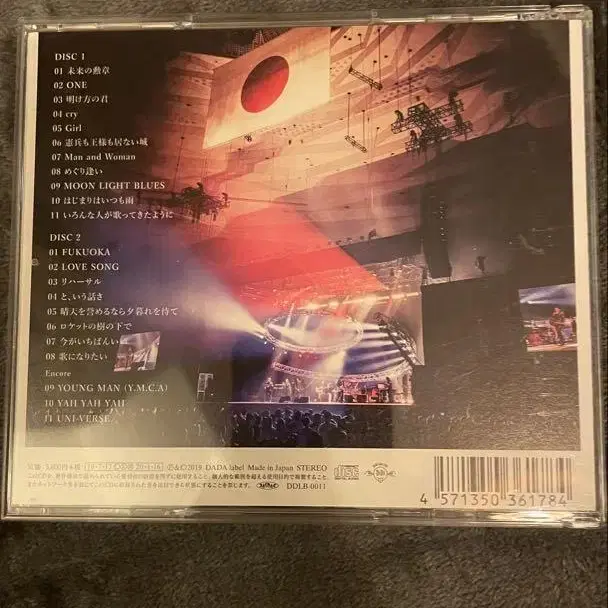 DISC 1
01 未来の勲章
02 ONE
03 明け方の君
04 cry
05 Girl
06 憲兵も王様も居ない城
07 Man and Woman
08 めぐり逢い
09 MOON LIGHT BLUES
10 はじまりはいつも雨
11 いろんな人が歌ってきたように
DISC 2
01 FUKUOKA
02 LOVE SONG
03 リハーサル
04 と、いう話さ
05 晴天を誉めるなら夕暮れを待て
06 ロケットの樹の下で
07 今がいちばんいい
08 歌になりたい
Encore
09 YOUNG MAN (Y.M.C.A)
10 YAH YAH YAH
11 UNI-VERSE
℗&© 2019 DADA label Made in Japan STEREO
DDLB-0011
4 571350 361784